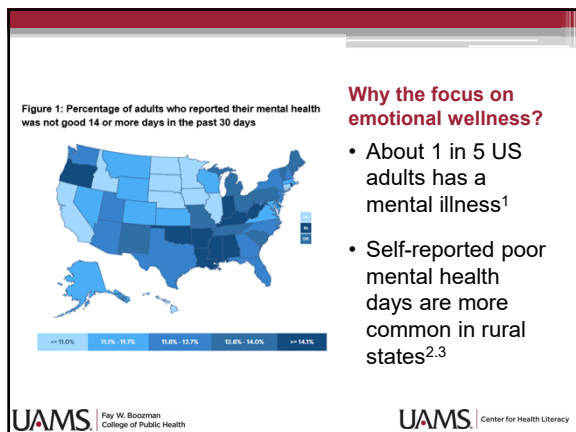 Figure 1: Percentage of adults who reported their mental health
was not good 14 or more days in the past 30 days
DC
RI
DE
<= 11.0%
11.1% - 11.7%
11.8% - 12.7%
12.8% - 14.0%
>= 14.1%
Why the focus on
emotional wellness?
• About 1 in 5 US
adults has a
mental illness1
• Self-reported poor
mental health
days are more
common in rural
states2.3
UAMS
Fay W. Boozman
College of Public Health
UAMS
Center for Health Literacy